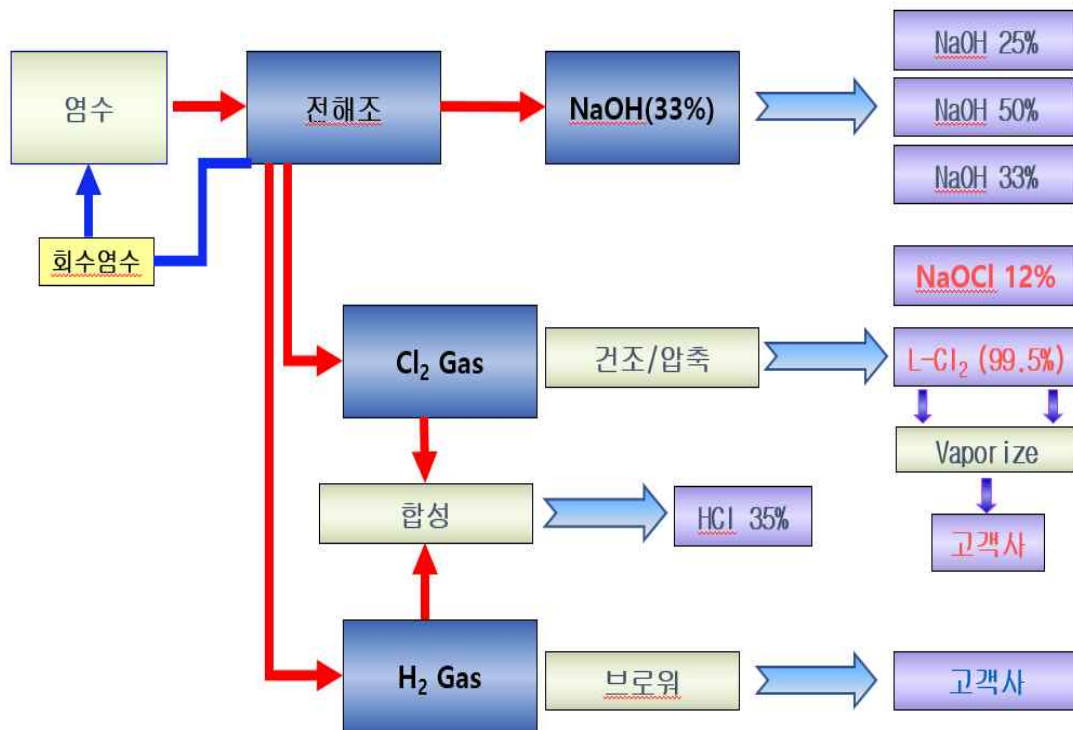 염수
전해조
NaOH(33%)
NaOH 25%
NaOH 50%
NaOH 33%
회수염수
NaOCl 12%
Cl₂ Gas
건조/압축
L-Cl₂ (99.5%)
Vaporize
합성
HCl 35%
고객사
H₂ Gas
브로워
고객사